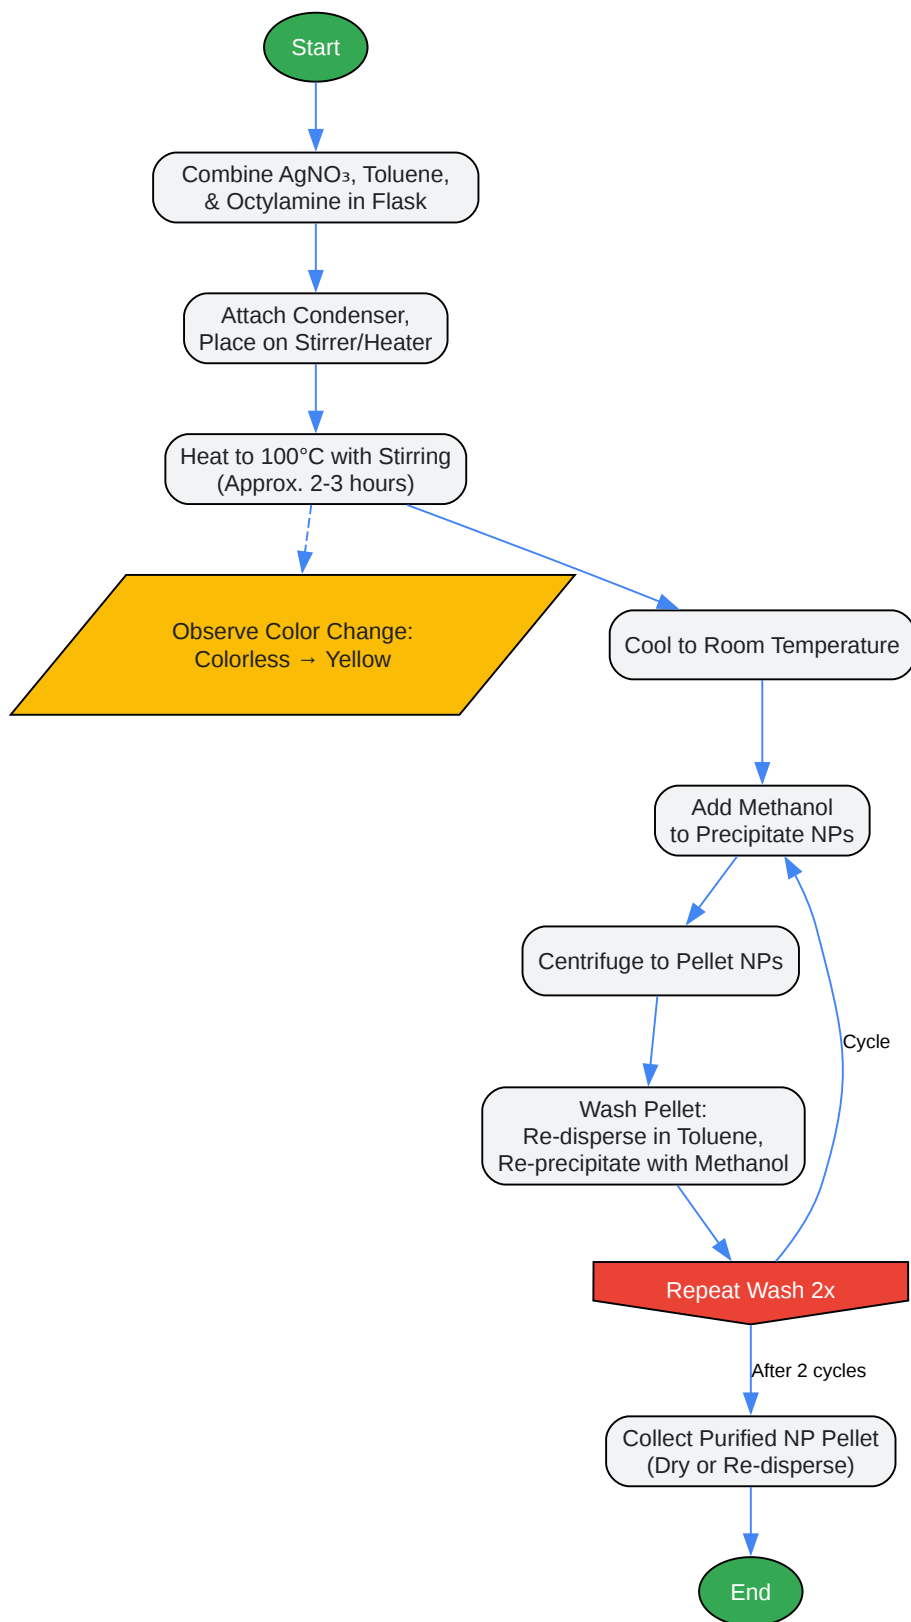 Start
Combine AgNO₃, Toluene,
& Octylamine in Flask
Attach Condenser,
Place on Stirrer/Heater
Heat to 100°C with Stirring
(Approx. 2-3 hours)
Observe Color Change:
Colorless → Yellow
Cool to Room Temperature
Add Methanol
to Precipitate NPs
Centrifuge to Pellet NPs
Cycle
Wash Pellet:
Re-disperse in Toluene,
Re-precipitate with Methanol
Repeat Wash 2x
After 2 cycles
Collect Purified NP Pellet
(Dry or Re-disperse)
End